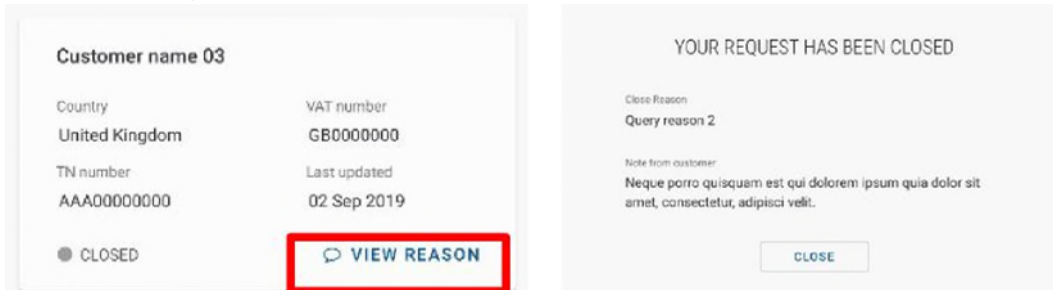 Customer name 03
Country
VAT number
United Kingdom
GB0000000
TN number
Last updated
AAA00000000
02 Sep 2019
CLOSED
VIEW REASON
YOUR REQUEST HAS BEEN CLOSED
Close Reason
Query reason 2
Note from customer
Neque porro quisquam est qui dolorem ipsum quia dolor sit
amet, consectetur, adipisci velit.
CLOSE